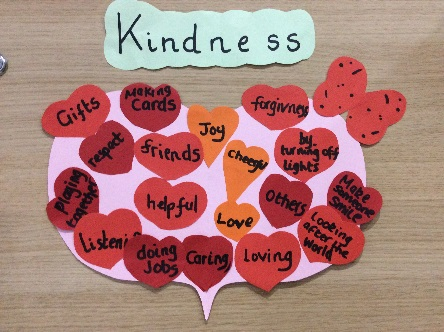 Kindness
Gifts
Making
Cards
Joy
forgivness
respect
friends
Cheerful
by
turning off
lights
playing
together
helpful
Others
Make
someone
smile
Love
Listening
doing
Jobs
Caring
Loving
Looking
after the
World